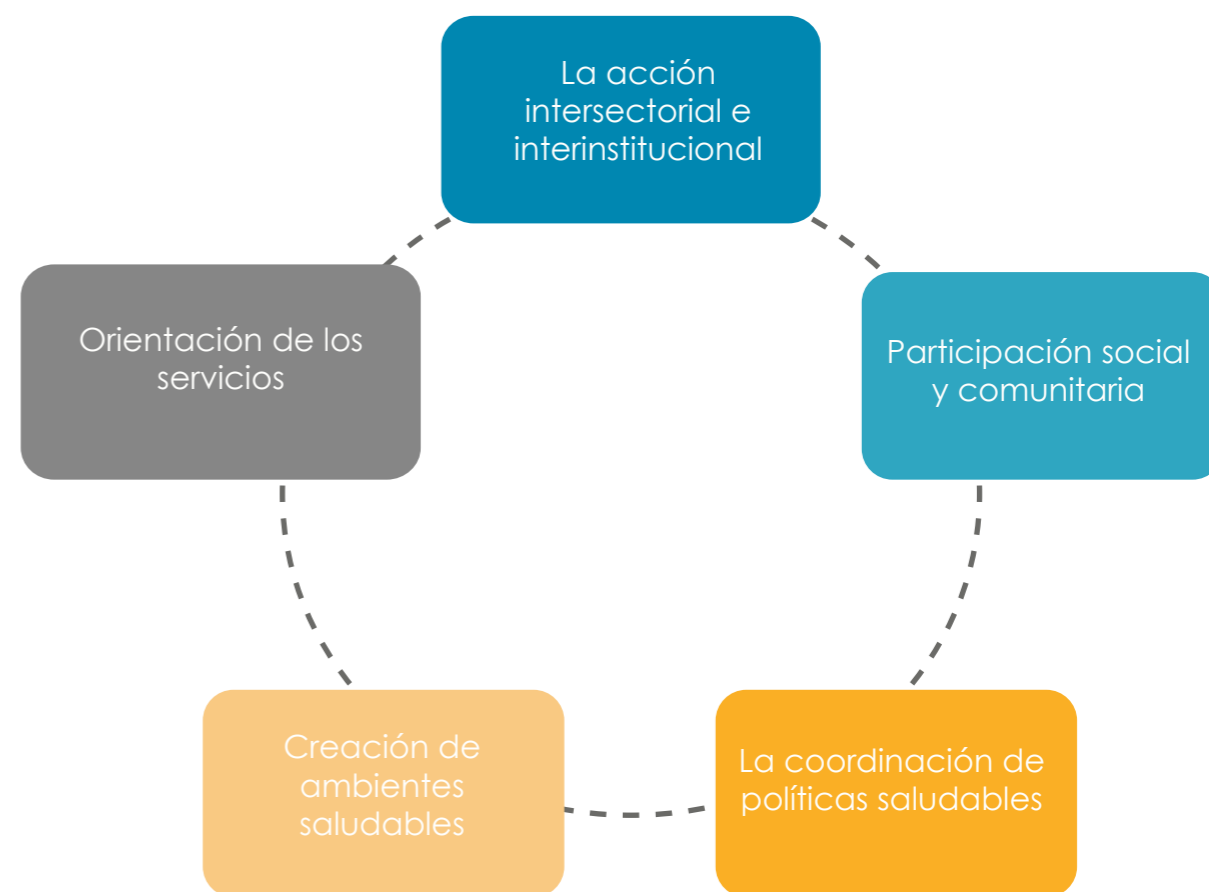 La acción
intersectorial e
interinstitucional
Orientación de los
servicios
Participación social
y comunitaria
Creación de
ambientes
saludables
La coordinación de
políticas saludables